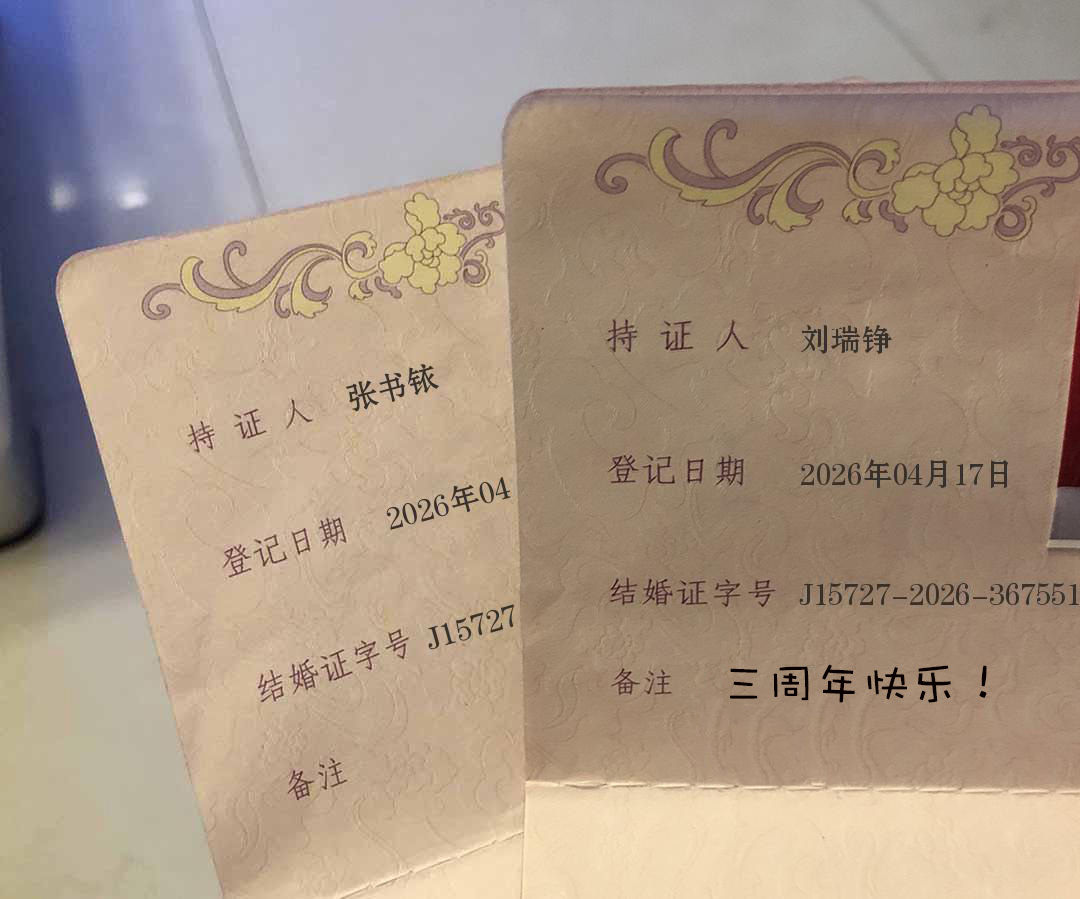 持证人 张书铱
登记日期 2026年04
结婚证字号 J15727
备注
持证人 刘瑞铮
登记日期 2026年04月17日
结婚证字号 J15727-2026-367551
备注 三周年快乐！